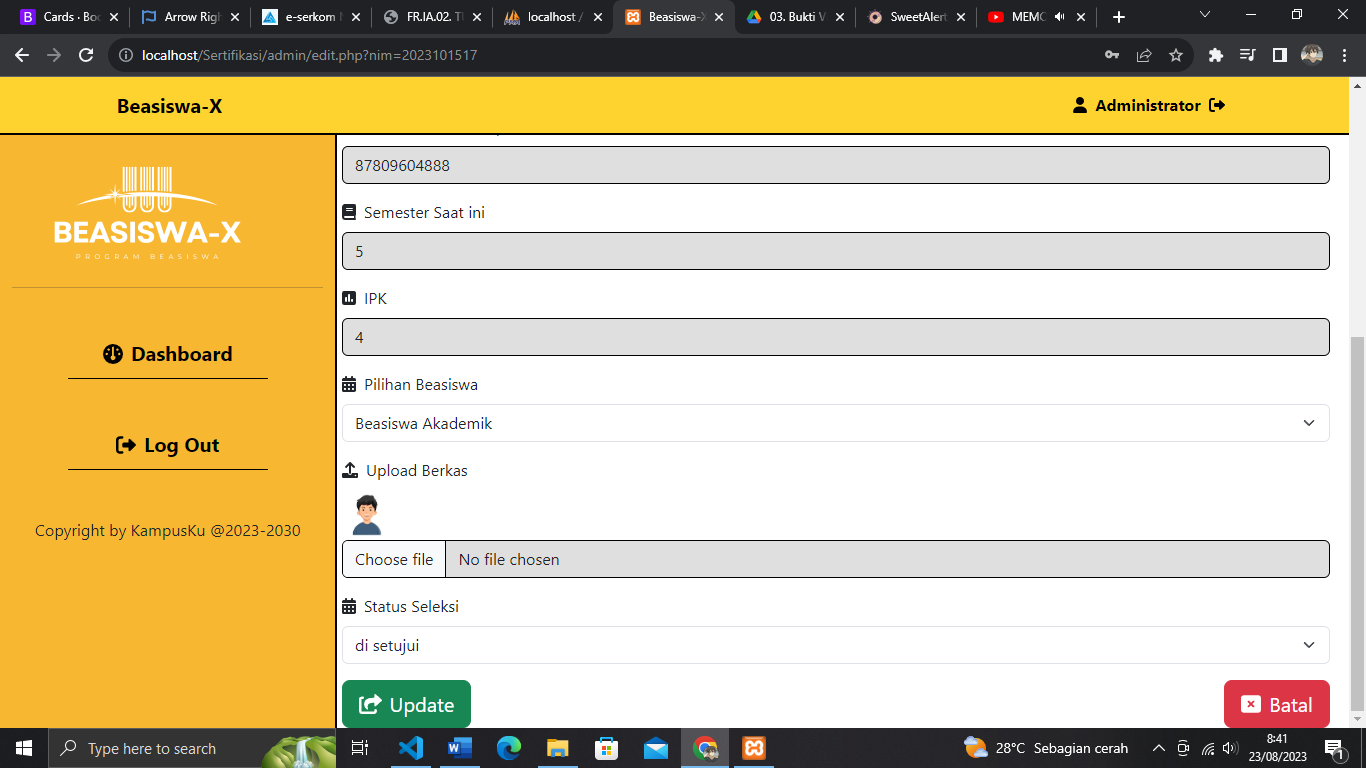 Cards · Bo
Arrow Righ
e-serkom
FR.IA.02. T
localhost /
Beasiswa-X
03. Bukti V
SweetAlert
MEMO
localhost/Sertifikasi/admin/edit.php?nim=2023101517
Beasiswa-X
Administrator
BEASISWA-X
PROGRAM BEASISWA
Dashboard
Log Out
Copyright by KampusKu @2023-2030
87809604888
Semester Saat ini
5
IPK
4
Pilihan Beasiswa
Beasiswa Akademik
Upload Berkas
Choose file
No file chosen
Status Seleksi
di setujui
Update
Batal
Type here to search
28°C Sebagian cerah
8:41
23/08/2023
1